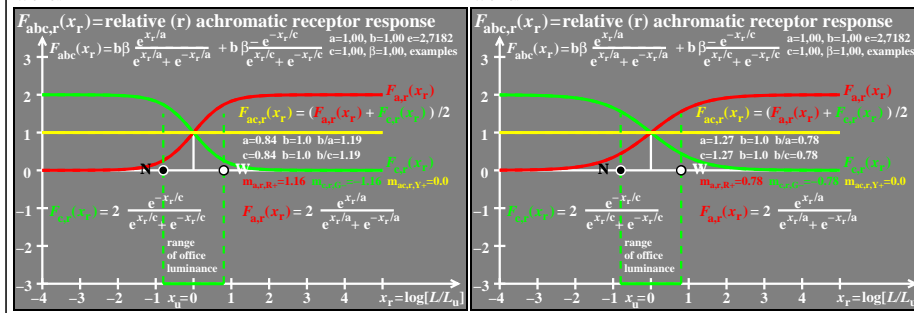 F_abc,r(x_r)=relative (r) achromatic receptor response
F_abc(x_r)=bβ e^(x_r/a) / (e^(x_r/a) + e^(-x_r/a)) + bβ -e^(-x_r/c) / (e^(x_r/c) + e^(-x_r/c))
a=1,00, b=1,00 e=2,7182
c=1,00, β=1,00, examples
3
2
F_a,r(x_r)
F_ac,r(x_r) = (F_a,r(x_r) + F_c,r(x_r))/2
1
a=0.84 b=1.0 b/a=1.19
c=0.84 b=1.0 b/c=1.19
F_c,r(x_r)
N
W
0
m_a,r,R+=1.16
m_ac,r,Y+=0.0
−1
F_c,r(x_r) = 2 e^(-x_r/c) / (e^(x_r/c) + e^(-x_r/c))
F_a,r(x_r) = 2 e^(x_r/a) / (e^(x_r/a) + e^(-x_r/a))
−2
range
of office
luminance
−3
−4 −3 −2 −1 0 1 2 3 4
x_u=0
x_r=log[L/L_u]
F_abc,r(x_r)=relative (r) achromatic receptor response
F_abc(x_r)=bβ e^(x_r/a) / (e^(x_r/a) + e^(-x_r/a)) + bβ -e^(-x_r/c) / (e^(x_r/c) + e^(-x_r/c))
a=1,00, b=1,00 e=2,7182
c=1,00, β=1,00, examples
3
2
F_a,r(x_r)
F_ac,r(x_r) = (F_a,r(x_r) + F_c,r(x_r))/2
1
a=1.27 b=1.0 b/a=0.78
c=1.27 b=1.0 b/c=0.78
F_c,r(x_r)
N
W
0
m_a,r,R+=0.78
m_ac,r,Y+=0.0
−1
F_c,r(x_r) = 2 e^(-x_r/c) / (e^(x_r/c) + e^(-x_r/c))
F_a,r(x_r) = 2 e^(x_r/a) / (e^(x_r/a) + e^(-x_r/a))
−2
range
of office
luminance
−3
−4 −3 −2 −1 0 1 2 3 4
x_u=0
x_r=log[L/L_u]